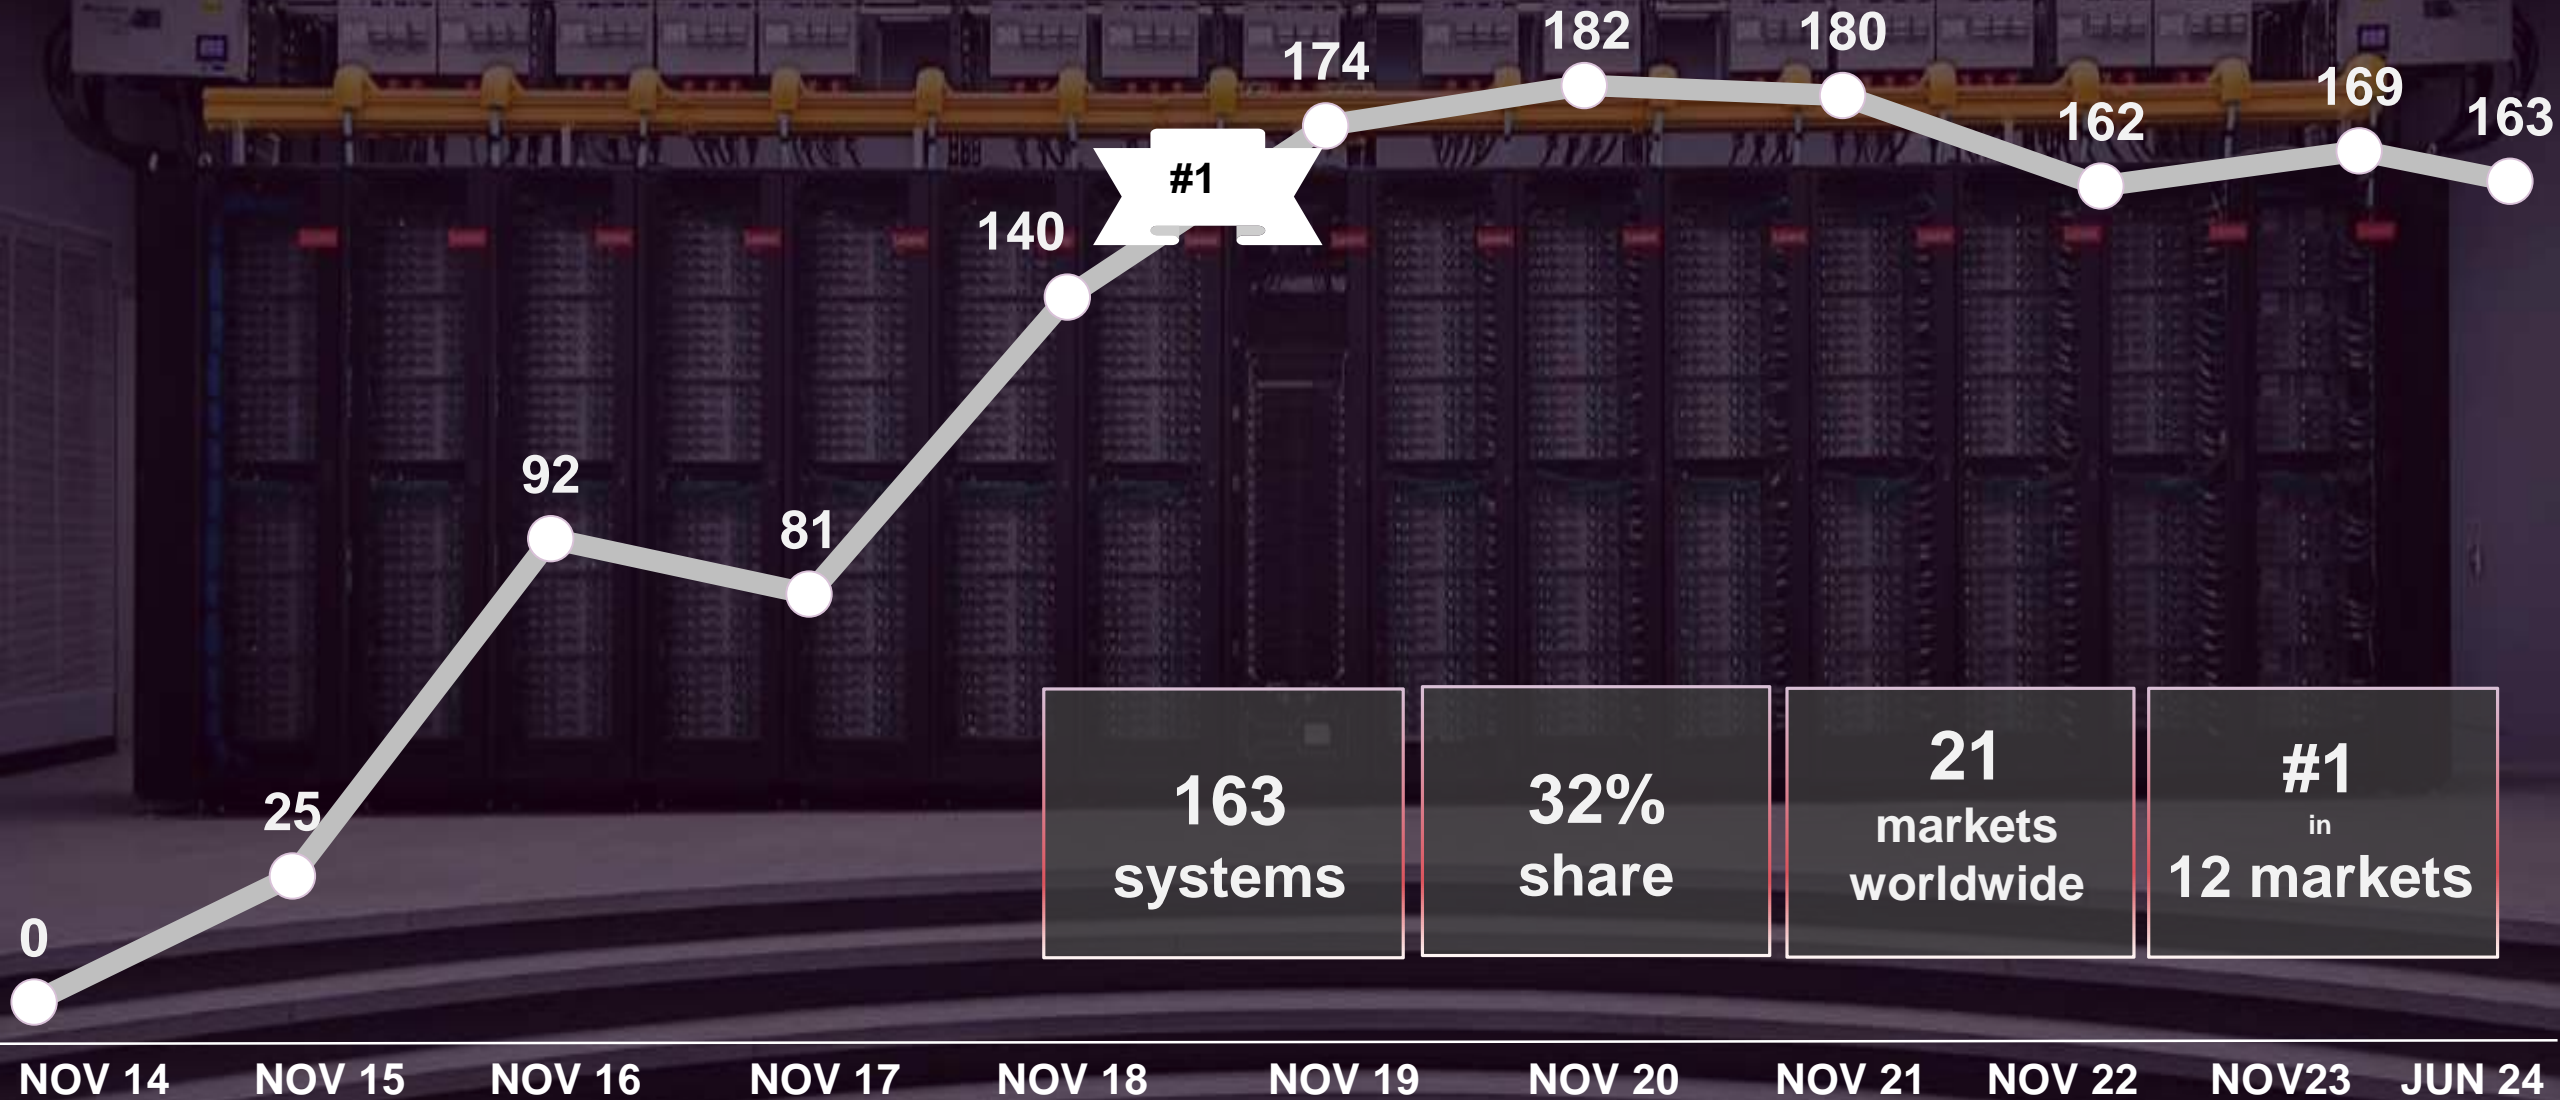 182
180
174
169
163
162
#1
140
92
81
25
0
163
systems
32%
share
21
markets
worldwide
#1
in
12 markets
NOV 14 NOV 15 NOV 16 NOV 17 NOV 18 NOV 19 NOV 20 NOV 21 NOV 22 NOV23 JUN 24